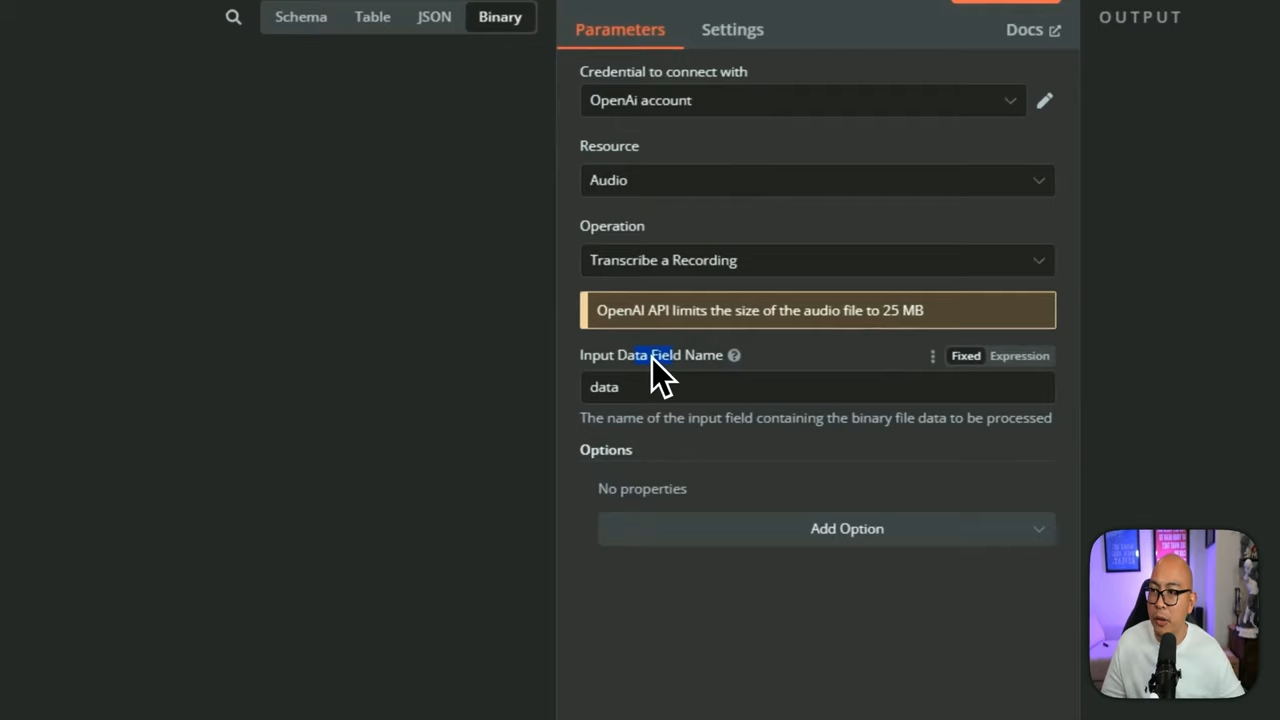 Schema
Table
JSON
Binary
OUTPUT
Parameters
Settings
Docs
Credential to connect with
OpenAi account
Resource
Audio
Operation
Transcribe a Recording
OpenAI API limits the size of the audio file to 25 MB
Input Data Field Name
Fixed
Expression
data
The name of the input field containing the binary file data to be processed
Options
No properties
Add Option